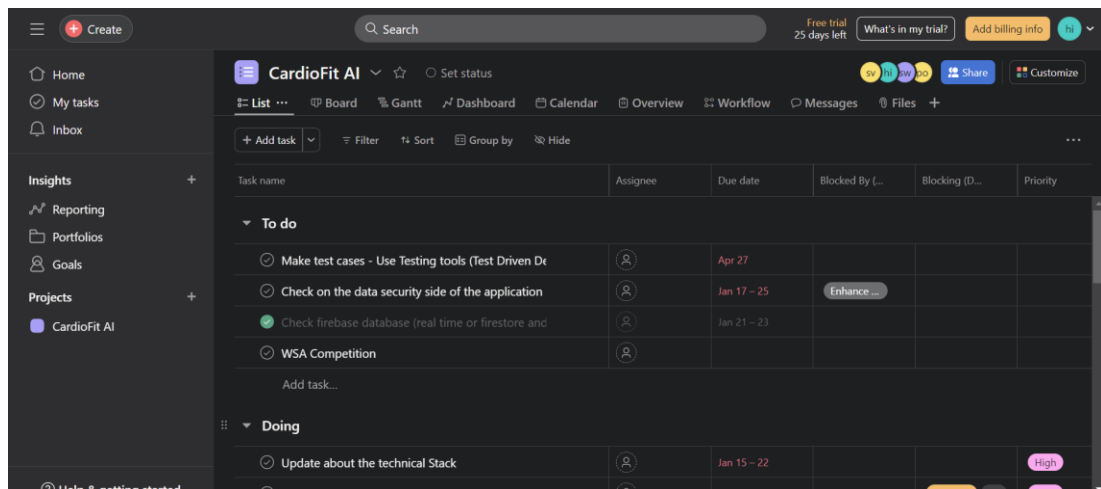 Create
Search
Free trial
25 days left
What's in my trial?
Add billing info
hi
Home
My tasks
Inbox
Insights
Reporting
Portfolios
Goals
Projects
CardioFit AI
CardioFit AI
Set status
sv hi sw po
Share
Customize
List ... Board Gantt Dashboard Calendar Overview Workflow Messages Files
+ Add task Filter Sort Group by Hide ...
Task name Assignee Due date Blocked By (... Blocking (D... Priority
To do
Make test cases - Use Testing tools (Test Driven De Apr 27
Check on the data security side of the application Jan 17 – 25 Enhance ...
Check firebase database (real time or firestore and Jan 21 – 23
WSA Competition
Add task...
Doing
Update about the technical Stack Jan 15 – 22 High
Help & getting started